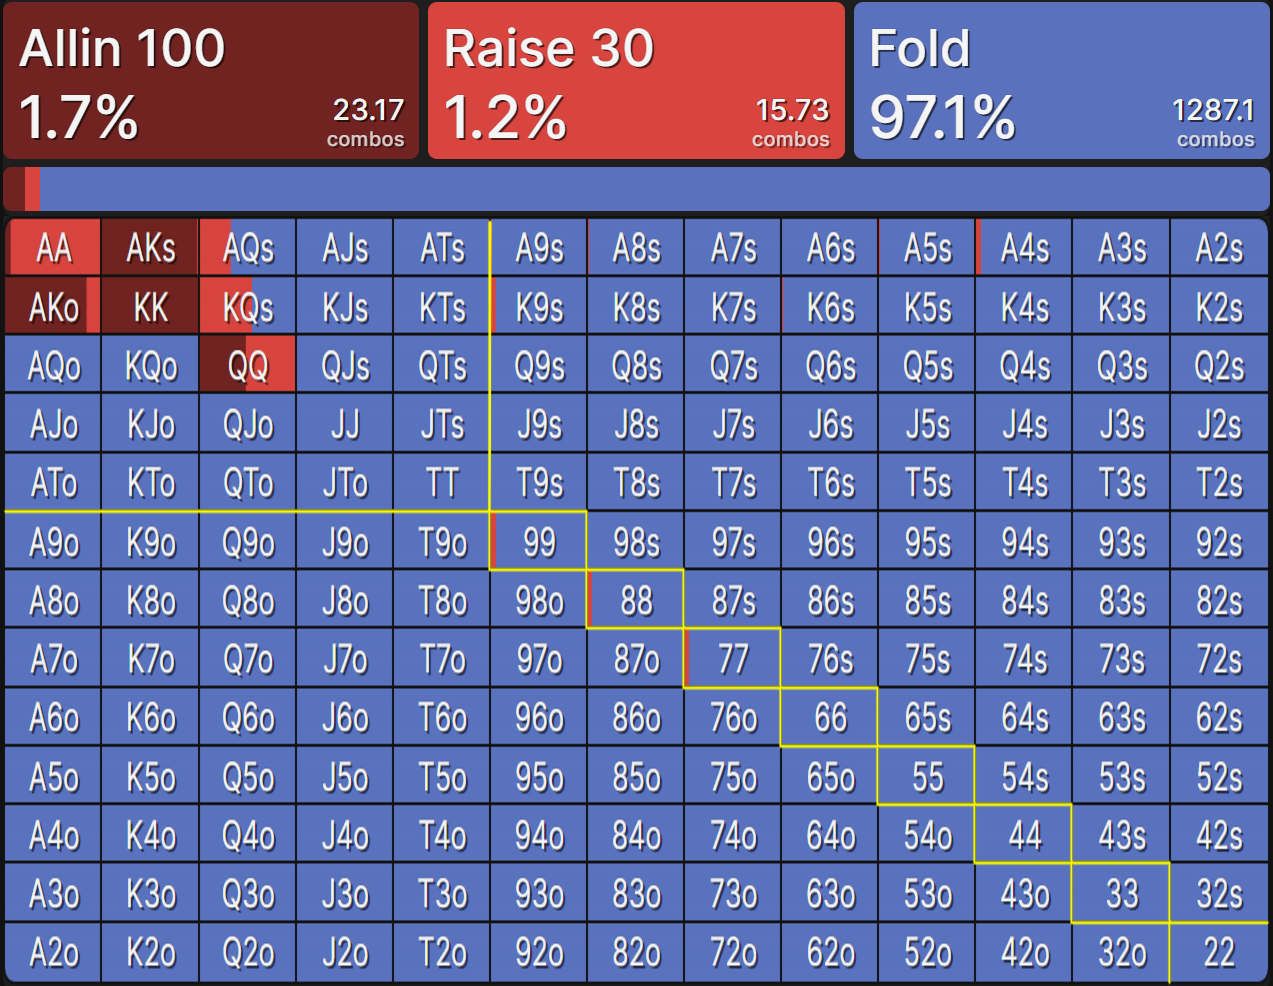 Allin 100 Raise 30 Fold
1.7% 23.17 combos 1.2% 15.73 combos 97.1% 1287.1 combos
AA AKs AQs AJs ATs A9s A8s A7s A6s A5s A4s A3s A2s
AKo KK KQs KJs KTs K9s K8s K7s K6s K5s K4s K3s K2s
AQo KQo QQ QJs QTs Q9s Q8s Q7s Q6s Q5s Q4s Q3s Q2s
AJo KJo QJo JJ JTs J9s J8s J7s J6s J5s J4s J3s J2s
ATo KTo QTo JTo TT T9s T8s T7s T6s T5s T4s T3s T2s
A9o K9o Q9o J9o T9o 99 98s 97s 96s 95s 94s 93s 92s
A8o K8o Q8o J8o T8o 98o 88 87s 86s 85s 84s 83s 82s
A7o K7o Q7o J7o T7o 97o 87o 77 76s 75s 74s 73s 72s
A6o K6o Q6o J6o T6o 96o 86o 76o 66 65s 64s 63s 62s
A5o K5o Q5o J5o T5o 95o 85o 75o 65o 55 54s 53s 52s
A4o K4o Q4o J4o T4o 94o 84o 74o 64o 54o 44 43s 42s
A3o K3o Q3o J3o T3o 93o 83o 73o 63o 53o 43o 33 32s
A2o K2o Q2o J2o T2o 92o 82o 72o 62o 52o 42o 32o 22